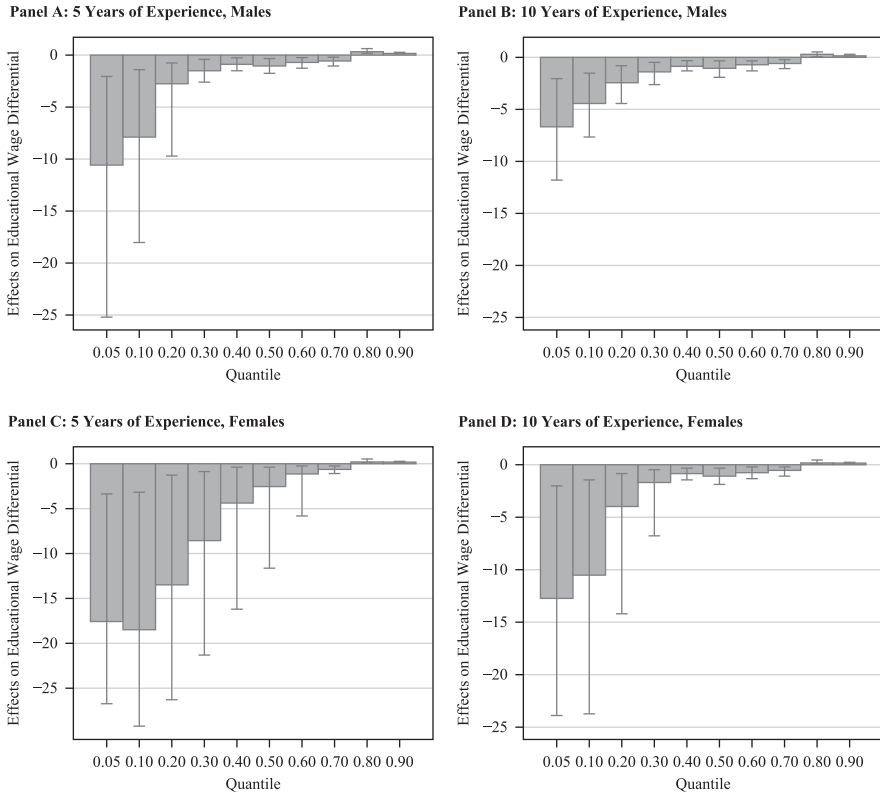 Panel A: 5 Years of Experience, Males
Effects on Educational Wage Differential
0
−5
−10
−15
−20
−25
0.05 0.10 0.20 0.30 0.40 0.50 0.60 0.70 0.80 0.90
Quantile
Panel B: 10 Years of Experience, Males
Effects on Educational Wage Differential
0
−5
−10
−15
−20
−25
0.05 0.10 0.20 0.30 0.40 0.50 0.60 0.70 0.80 0.90
Quantile
Panel C: 5 Years of Experience, Females
Effects on Educational Wage Differential
0
−5
−10
−15
−20
−25
0.05 0.10 0.20 0.30 0.40 0.50 0.60 0.70 0.80 0.90
Quantile
Panel D: 10 Years of Experience, Females
Effects on Educational Wage Differential
0
−5
−10
−15
−20
−25
0.05 0.10 0.20 0.30 0.40 0.50 0.60 0.70 0.80 0.90
Quantile